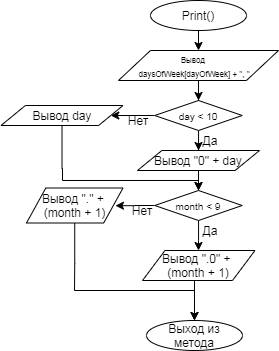 Print()
Вывод
daysOfWeek[dayOfWeek] + ", "
day < 10
Нет
Вывод day
Да
Вывод "0" + day
month < 9
Нет
Вывод "." +
(month + 1)
Да
Вывод ".0" +
(month + 1)
Выход из
метода